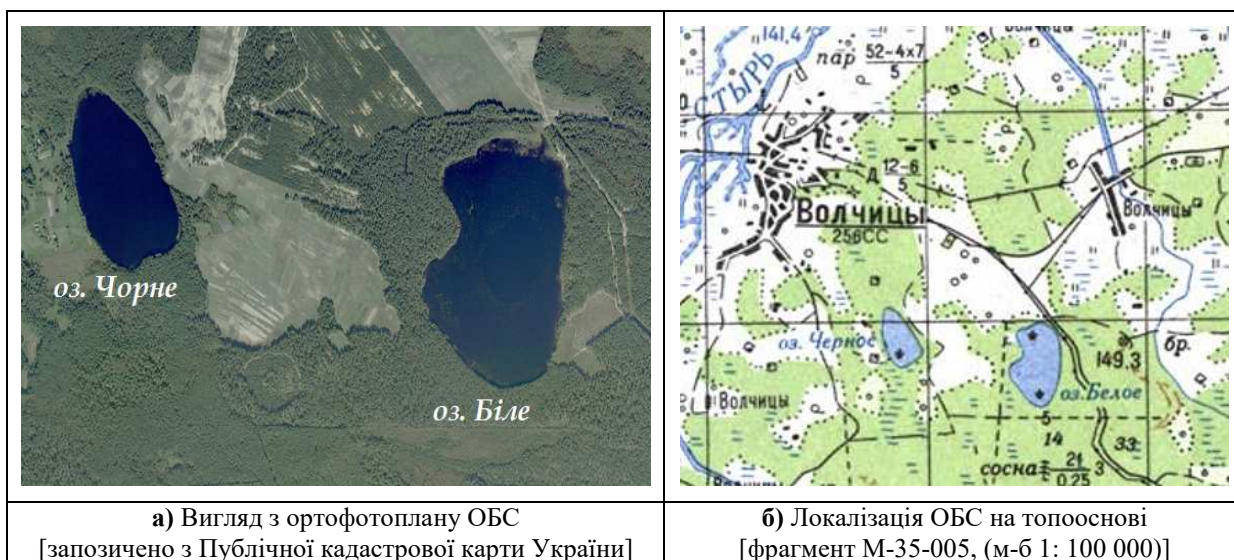 оз. Чорне
оз. Біле
141,4
СТЫРЬ
пар 52-4х7
5
Д 12-6
5
Волчицы
256СС
Волчицы
оз. Черное
149,3
бр.
Волчицы
оз. Белое
5
14
33
сосна 21 3
0,25
а) Вигляд з ортофотоплану ОБС
[запозичено з Публічної кадастрової карти України]
б) Локалізація ОБС на топооснові
[фрагмент М-35-005, (м-б 1: 100 000)]